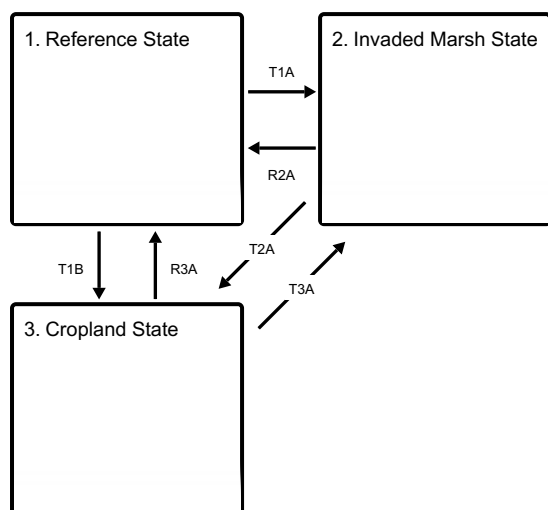 1. Reference State
2. Invaded Marsh State
T1A
R2A
T1B
R3A
T2A
T3A
3. Cropland State